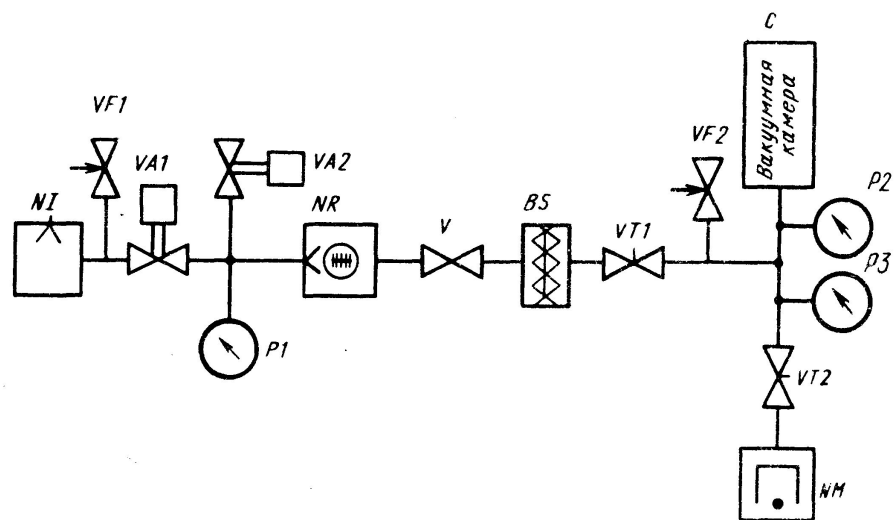 C
Вакуумная
камера
VF1
VF2
VA1
VA2
P2
NI
NR
V
BS
VT1
P3
P1
VT2
NM